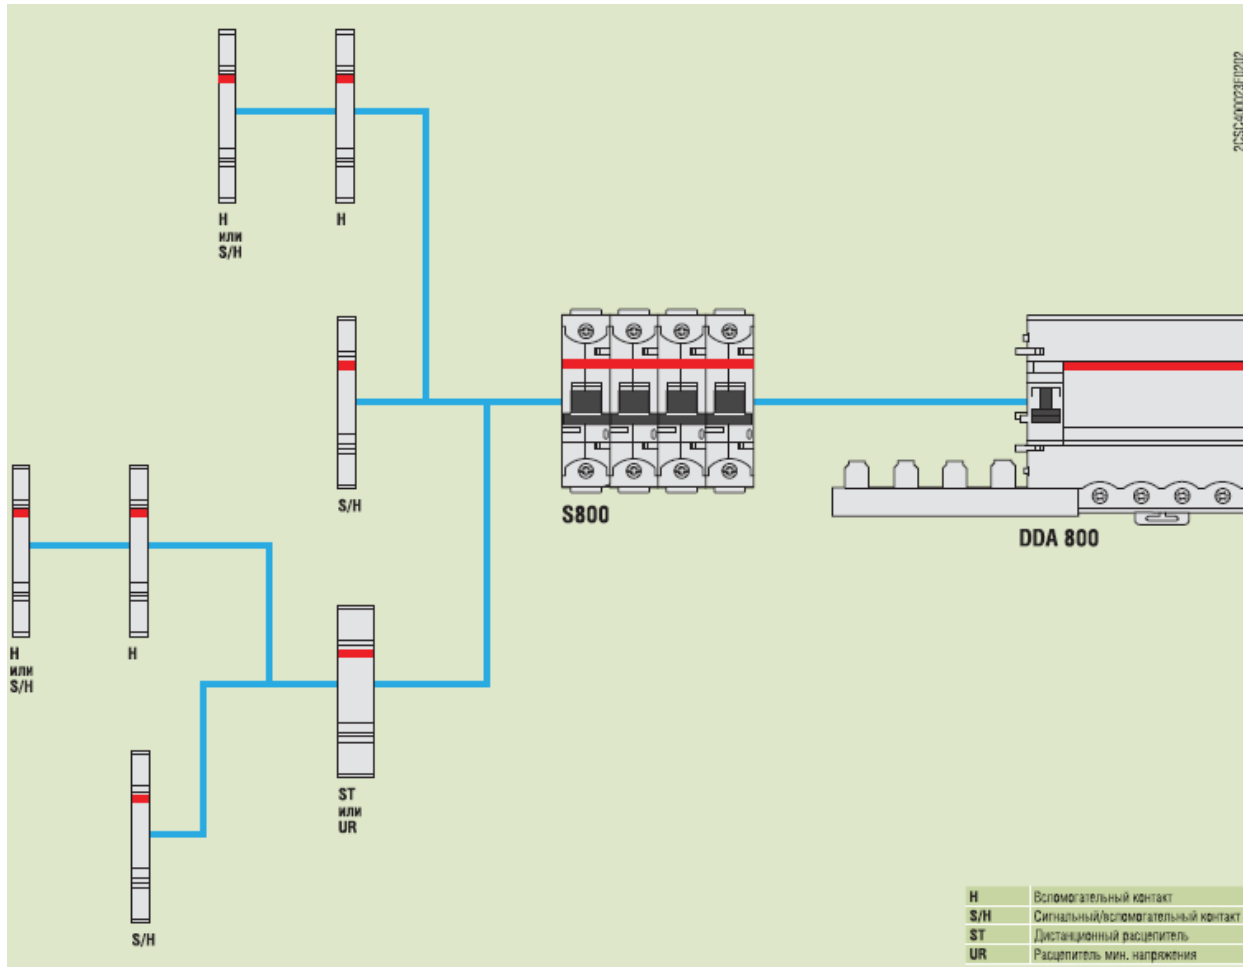 2CSC400023F0202
H
или
S/H
H
S/H
S800
DDA 800
H
или
S/H
H
ST
или
UR
S/H
H Вспомогательный контакт
S/H Сигнальный/вспомогательный контакт
ST Дистанционный расцепитель
UR Расцепитель мин. напряжения